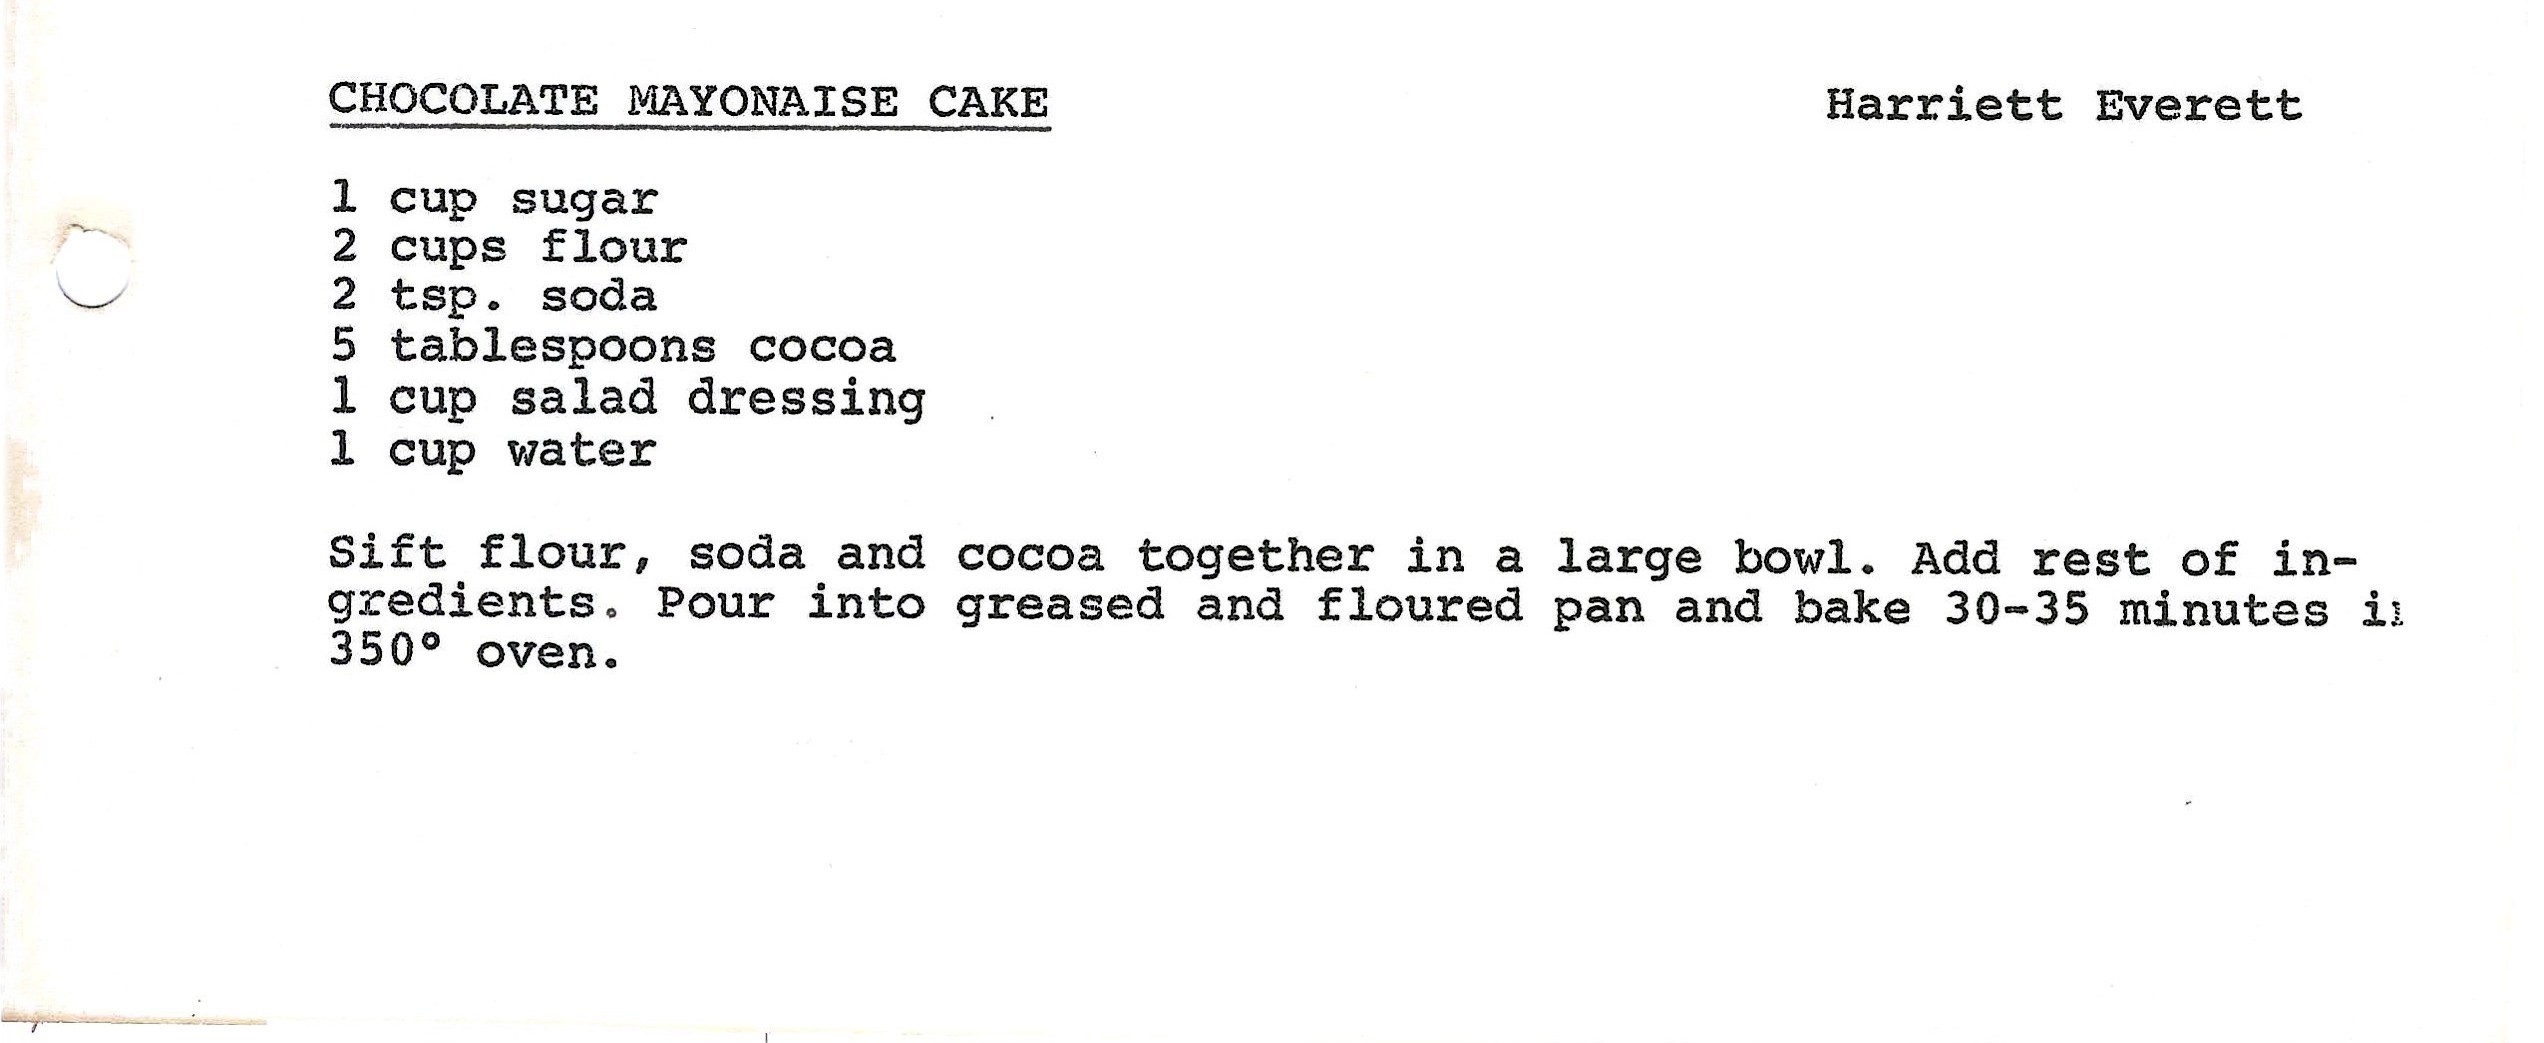 CHOCOLATE MAYONAISE CAKE Harriett Everett
1 cup sugar
2 cups flour
2 tsp. soda
5 tablespoons cocoa
1 cup salad dressing
1 cup water
Sift flour, soda and cocoa together in a large bowl. Add rest of in-
gredients. Pour into greased and floured pan and bake 30-35 minutes in
350° oven.